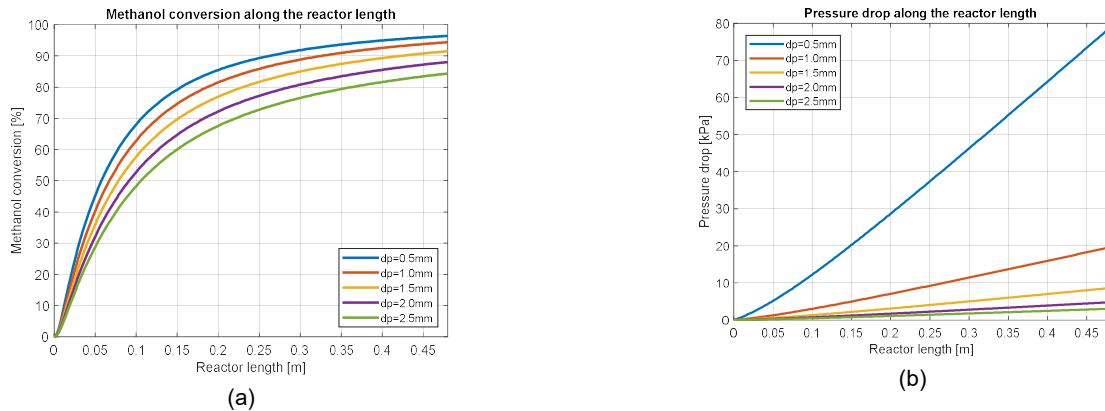 Methanol conversion along the reactor length
100
90
80
70
60
50
40
30
20
10
0
Methanol conversion [%]
dp=0.5mm
dp=1.0mm
dp=1.5mm
dp=2.0mm
dp=2.5mm
0 0.05 0.1 0.15 0.2 0.25 0.3 0.35 0.4 0.45
Reactor length [m]
(a)
Pressure drop along the reactor length
80
70
60
50
40
30
20
10
0
Pressure drop [kPa]
dp=0.5mm
dp=1.0mm
dp=1.5mm
dp=2.0mm
dp=2.5mm
0 0.05 0.1 0.15 0.2 0.25 0.3 0.35 0.4 0.45
Reactor length [m]
(b)